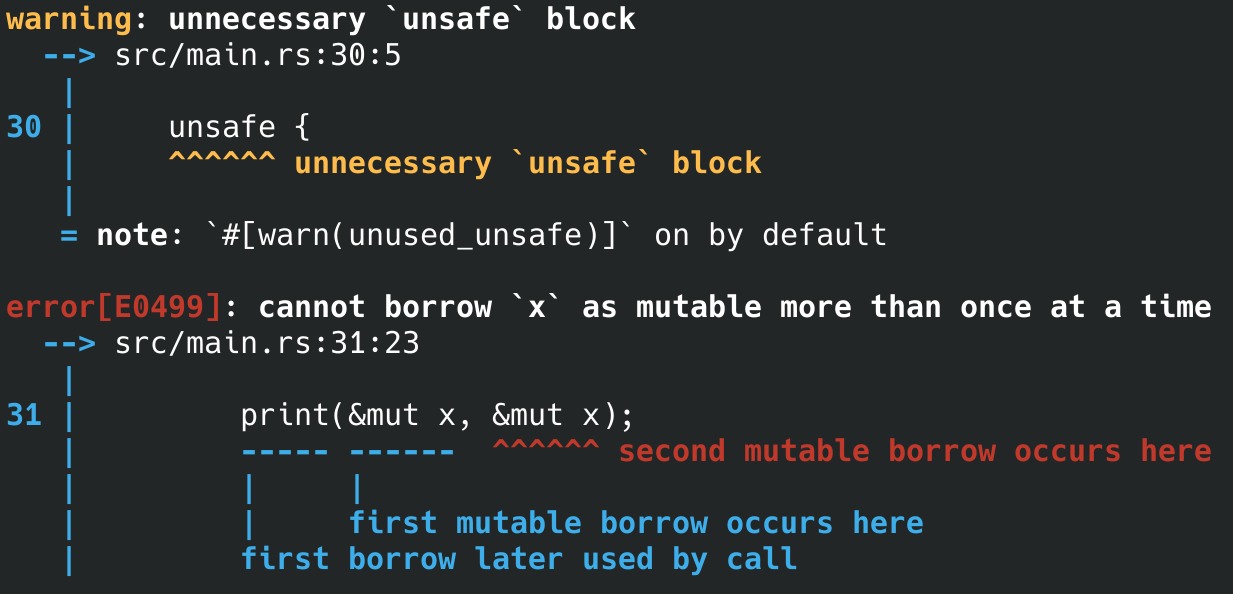 warning: unnecessary `unsafe` block
  --> src/main.rs:30:5
   |
30 |     unsafe {
   |     ^^^^^^ unnecessary `unsafe` block
   |
   = note: `#[warn(unused_unsafe)]` on by default

error[E0499]: cannot borrow `x` as mutable more than once at a time
  --> src/main.rs:31:23
   |
31 |         print(&mut x, &mut x);
   |         ----- ------  ^^^^^^ second mutable borrow occurs here
   |         |     |
   |         |     first mutable borrow occurs here
   |         first borrow later used by call